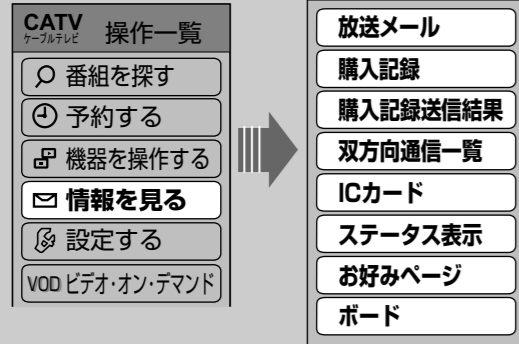 CATV
ケーブルテレビ
操作一覧
番組を探す
予約する
機器を操作する
情報を見る
設定する
VOD ビデオ・オン・デマンド
放送メール
購入記録
購入記録送信結果
双方向通信一覧
ICカード
ステータス表示
お好みページ
ボード